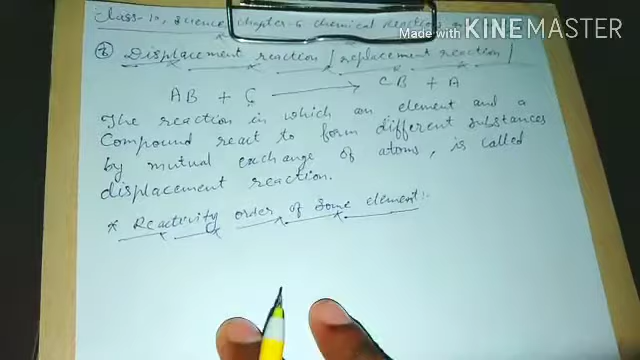 Class-10, Science chapter-6 chemical Reaction
Made with KINEMASTER
Displacement reaction / replacement reaction /
AB + C → CB + A
The reaction in which an element and a
compound react to form different substances
by mutual exchange of atoms, is called
displacement reaction.
* Reactivity order of some element:-